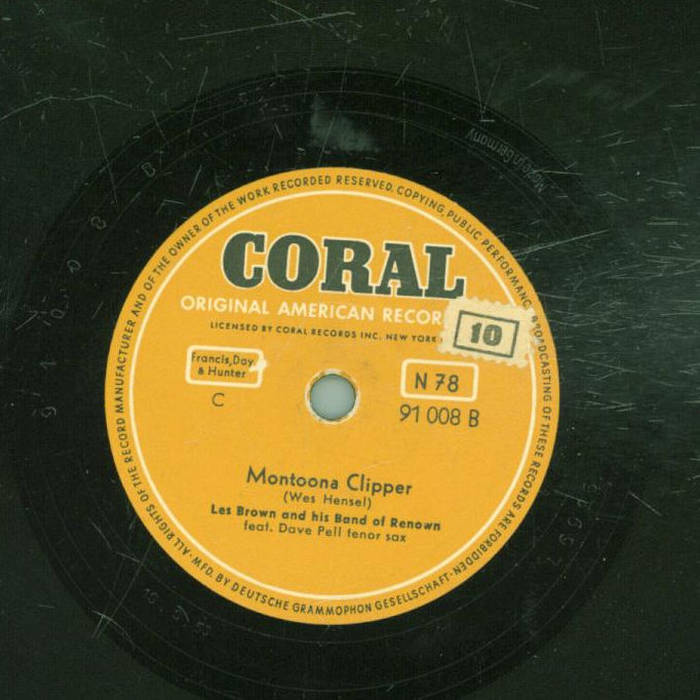 ALL RIGHTS OF THE RECORD MANUFACTURER AND OF THE OWNER OF THE WORK RECORDED RESERVED. COPYING, PUBLIC PERFORMANC BROADCASTING OF THESE RECORDS ARE FORBIDDEN·
MFD. BY DEUTSCHE GRAMMOPHON GESELLSCHAFT·
CORAL
ORIGINAL AMERICAN RECOR
LICENSED BY CORAL RECORDS INC. NEW YORK
10
Francis, Day
& Hunter
N 78
C
91 008 B
Montoona Clipper
(Wes Hensel)
Les Brown and his Band of Renown
feat. Dave Pell tenor sax
Made in Germany